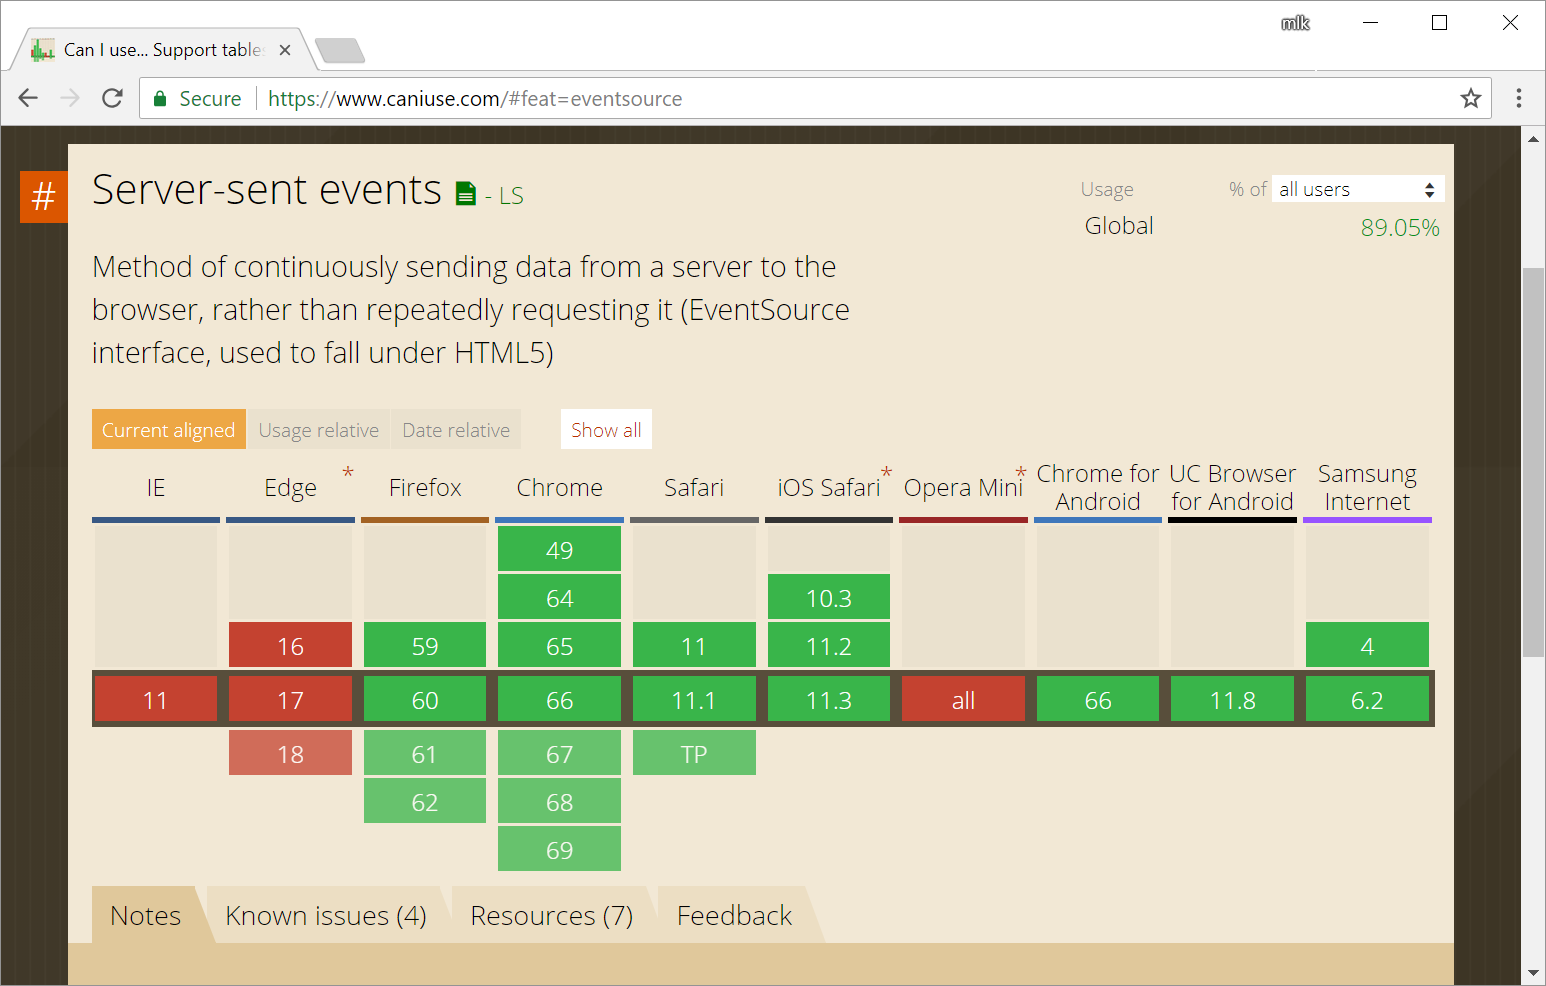 mlk
Can I use... Support tables
Secure https://www.caniuse.com/#feat=eventsource
# Server-sent events - LS
Usage % of all users
Global 89.05%
Method of continuously sending data from a server to the
browser, rather than repeatedly requesting it (EventSource
interface, used to fall under HTML5)
Current aligned Usage relative Date relative Show all
IE Edge * Firefox Chrome Safari iOS Safari * Opera Mini * Chrome for Android UC Browser for Android Samsung Internet
49
64 10.3
16 59 65 11 11.2 4
11 17 60 66 11.1 11.3 all 66 11.8 6.2
18 61 67 TP
62 68
69
Notes Known issues (4) Resources (7) Feedback